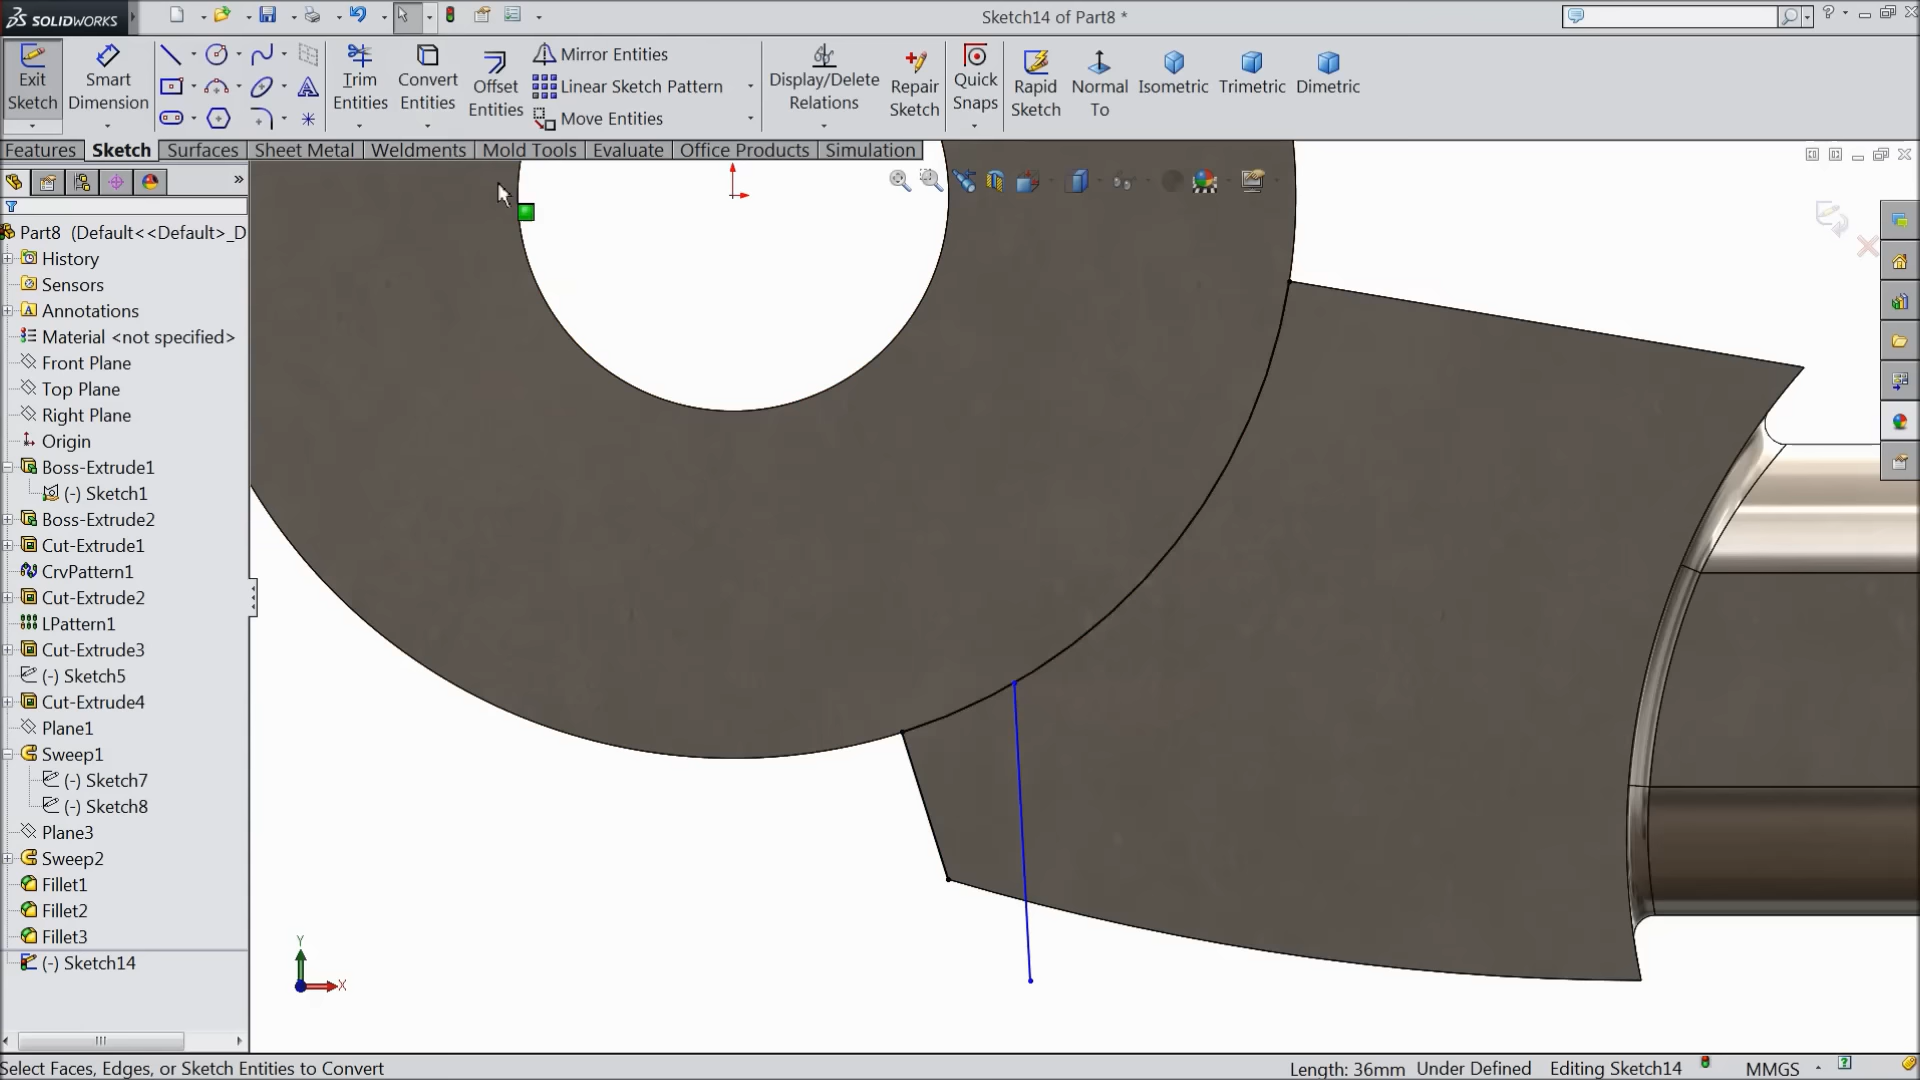 SOLIDWORKS
Sketch14 of Part8 *
Exit Sketch
Smart Dimension
Trim Entities
Convert Entities
Offset Entities
Mirror Entities
Linear Sketch Pattern
Move Entities
Display/Delete Relations
Repair Sketch
Quick Snaps
Rapid Sketch
Normal To
Isometric
Trimetric
Dimetric
Features Sketch Surfaces Sheet Metal Weldments Mold Tools Evaluate Office Products Simulation
Part8 (Default<<Default>_D
History
Sensors
Annotations
Material <not specified>
Front Plane
Top Plane
Right Plane
Origin
Boss-Extrude1
(-) Sketch1
Boss-Extrude2
Cut-Extrude1
CrvPattern1
Cut-Extrude2
LPattern1
Cut-Extrude3
(-) Sketch5
Cut-Extrude4
Plane1
Sweep1
(-) Sketch7
(-) Sketch8
Plane3
Sweep2
Fillet1
Fillet2
Fillet3
(-) Sketch14
Y
X
Select Faces, Edges, or Sketch Entities to Convert
Length: 36mm Under Defined Editing Sketch14 MMGS